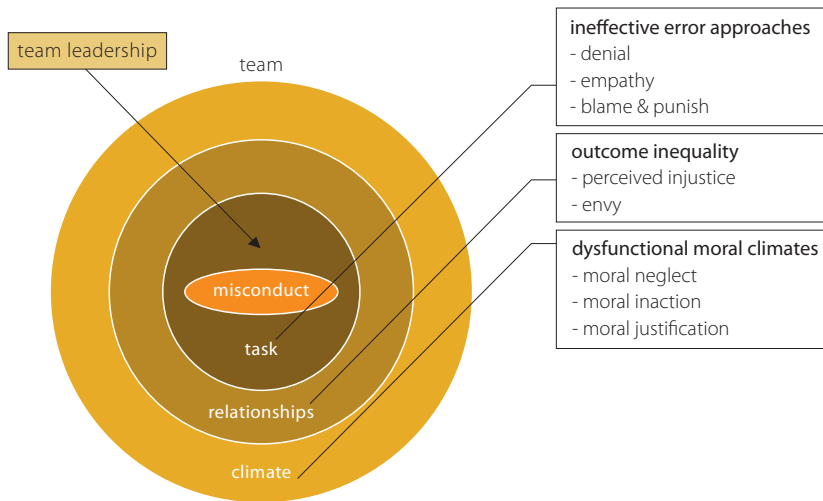 team leadership
team
misconduct
task
relationships
climate
ineffective error approaches
- denial
- empathy
- blame & punish
outcome inequality
- perceived injustice
- envy
dysfunctional moral climates
- moral neglect
- moral inaction
- moral justification